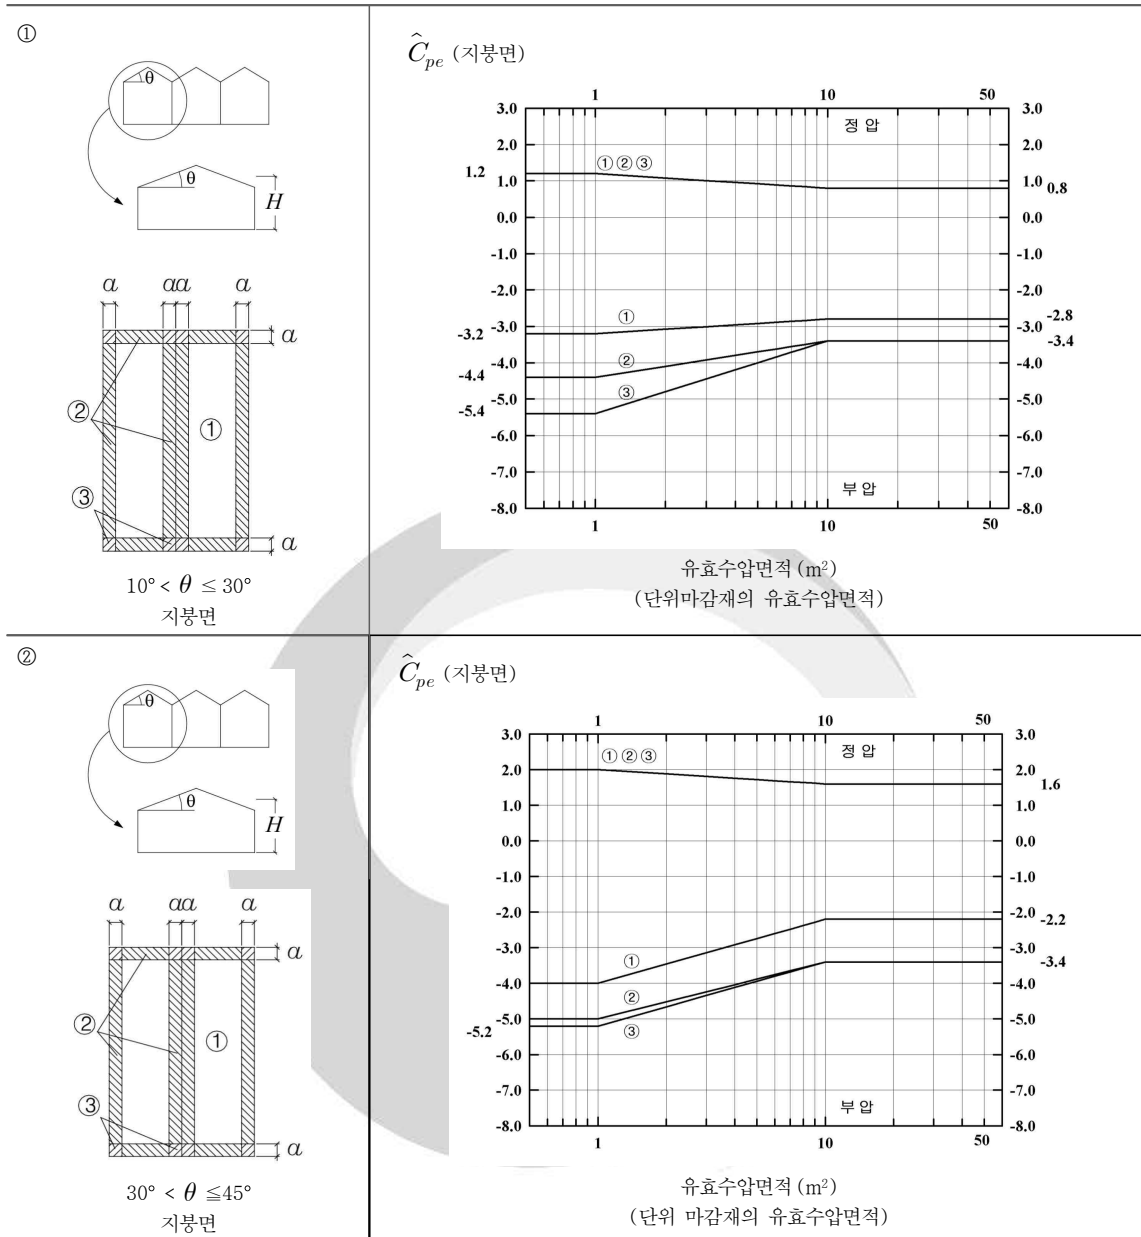 ①
θ
θ
H
a aa a
a
②
①
③
a
10° < θ ≤ 30°
지붕면
Ĉpe (지붕면)
1 10 50
3.0 정 압 3.0
2.0 2.0
1.2 ① ② ③
1.0 1.0
0.8
0.0 0.0
-1.0 -1.0
-2.0 -2.0
① -2.8
-3.0 -3.0
-3.2 -3.4
②
-4.0 -4.0
-4.4
③
-5.0 -5.0
-5.4
-6.0 -6.0
-7.0 -7.0
부 압
-8.0 -8.0
1 10 50
유효수압면적(m²)
(단위마감재의 유효수압면적)
②
θ
θ
H
a aa a
a
②
①
③
a
30° < θ ≦45°
지붕면
Ĉpe (지붕면)
1 10 50
3.0 정 압 3.0
① ② ③
2.0 2.0
1.6
1.0 1.0
0.0 0.0
-1.0 -1.0
-2.0 -2.0
-2.2
-3.0 -3.0
① -3.4
-4.0 -4.0
②
-5.0 -5.0
-5.2 ③
-6.0 -6.0
-7.0 -7.0
부 압
-8.0 -8.0
1 10 50
유효수압면적(m²)
(단위 마감재의 유효수압면적)